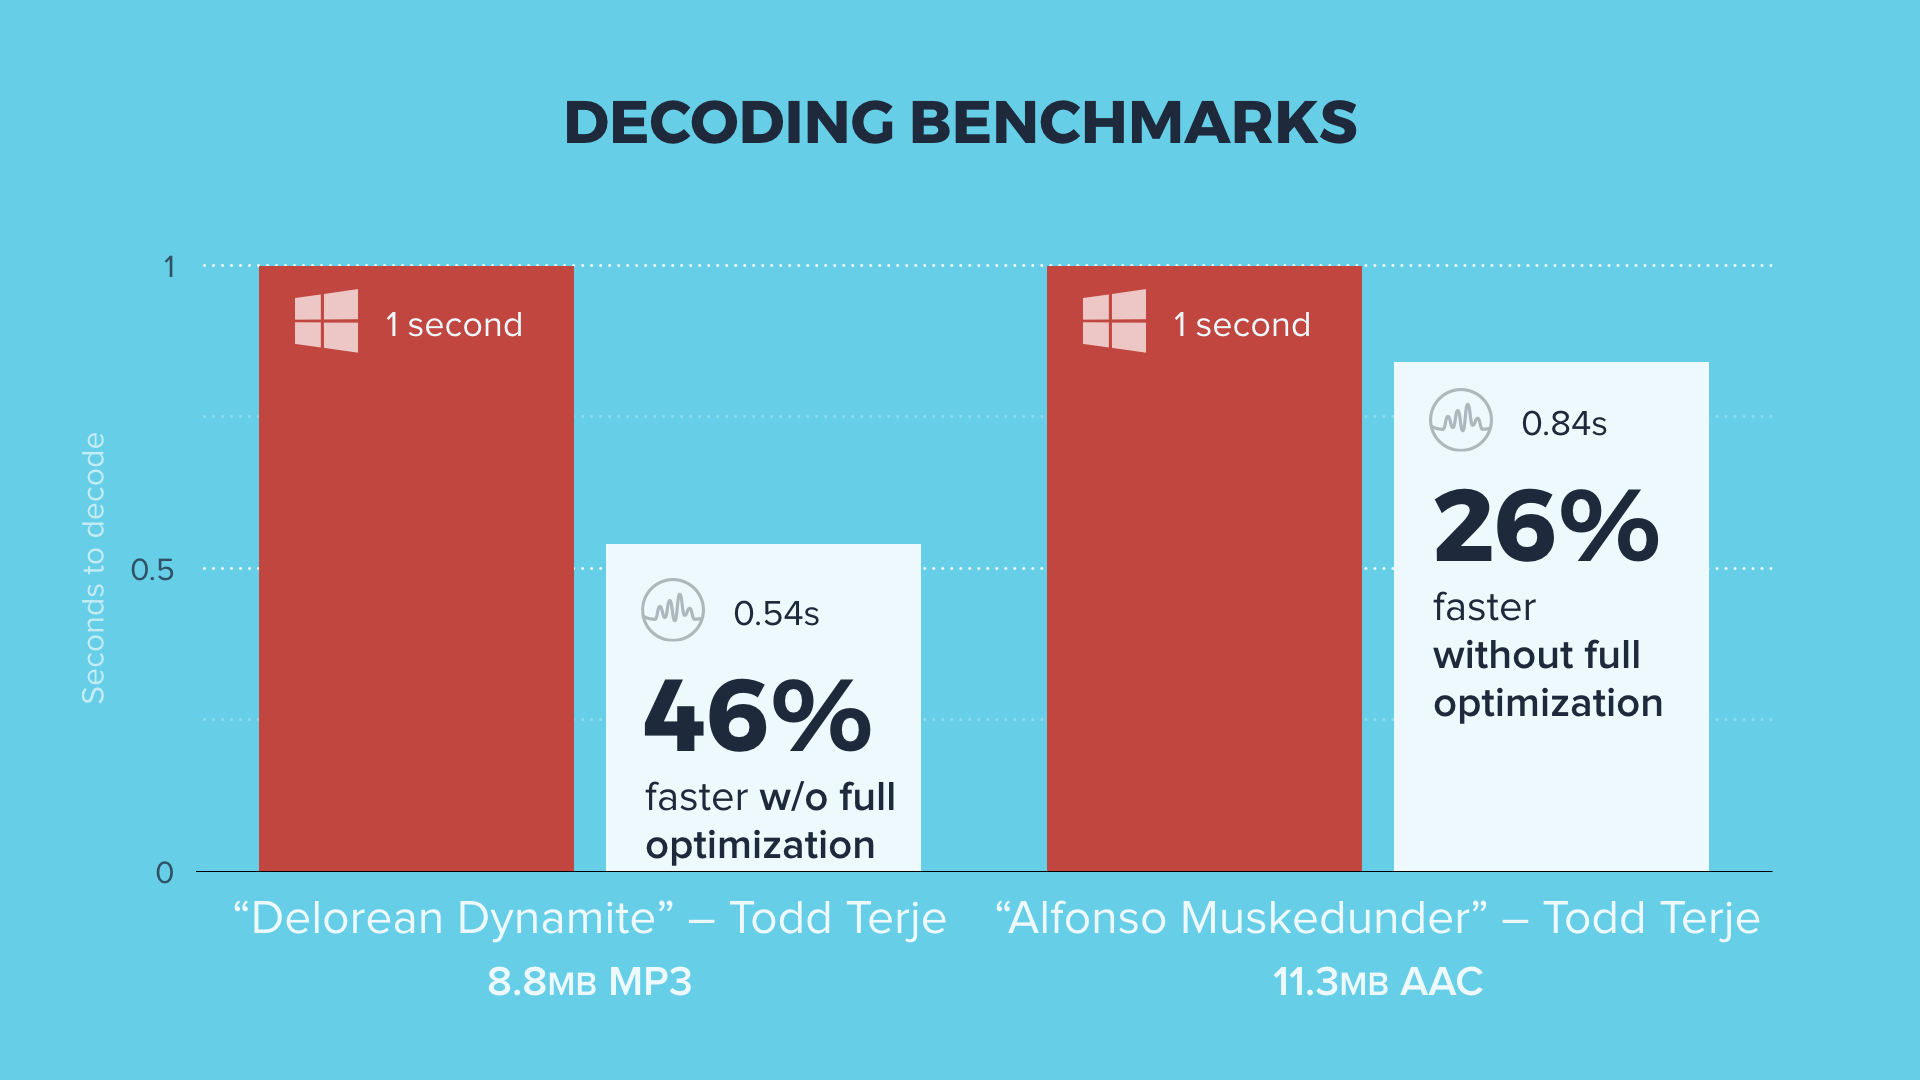 DECODING BENCHMARKS
Seconds to decode
1
0.5
0
1 second
0.54s
46%
faster w/o full
optimization
1 second
0.84s
26%
faster
without full
optimization
“Delorean Dynamite” – Todd Terje
8.8MB MP3
“Alfonso Muskedunder” – Todd Terje
11.3MB AAC